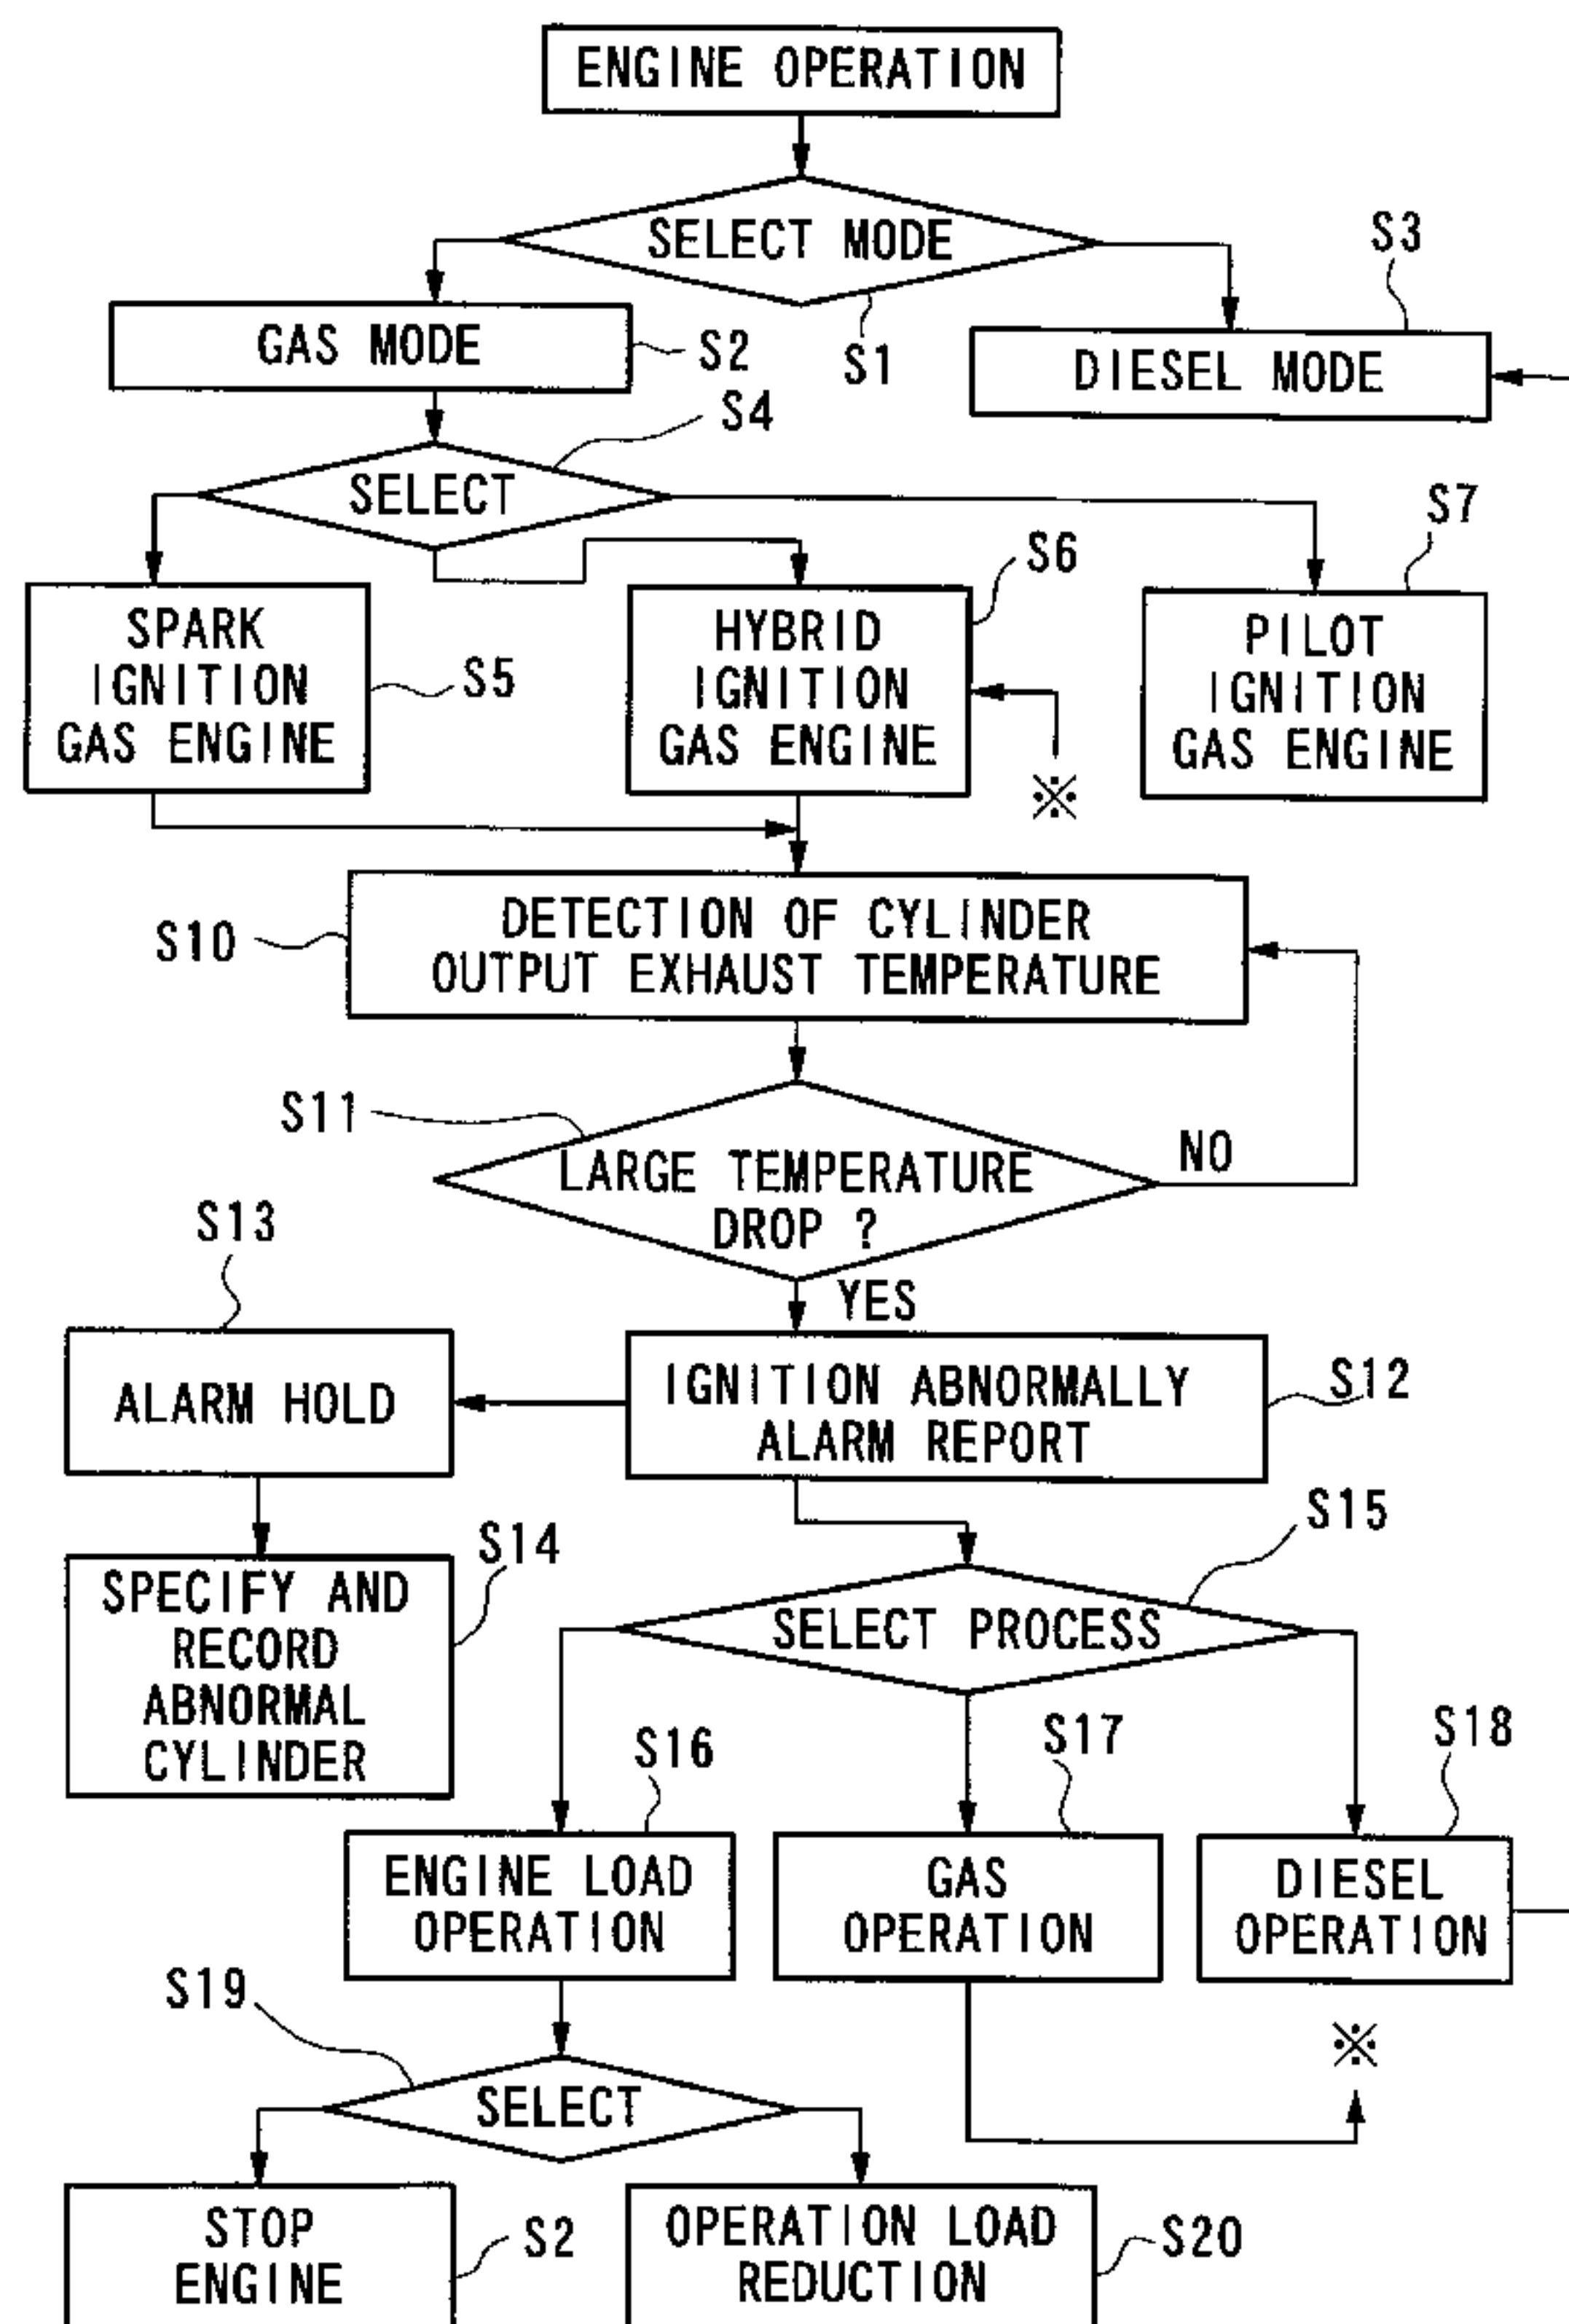 ENGINE OPERATION
SELECT MODE
S3
GAS MODE
S2
S1
DIESEL MODE
S4
SELECT
S7
S6
SPARK
IGNITION
GAS ENGINE
S5
HYBRID
IGNITION
GAS ENGINE
PILOT
IGNITION
GAS ENGINE
※
S10
DETECTION OF CYLINDER
OUTPUT EXHAUST TEMPERATURE
S11
LARGE TEMPERATURE
DROP ?
NO
YES
S13
ALARM HOLD
IGNITION ABNORMALLY
ALARM REPORT
S12
S14
SPECIFY AND
RECORD
ABNORMAL
CYLINDER
S15
SELECT PROCESS
S16
S17
S18
ENGINE LOAD
OPERATION
GAS
OPERATION
DIESEL
OPERATION
S19
※
SELECT
STOP
ENGINE
S2
OPERATION LOAD
REDUCTION
S20